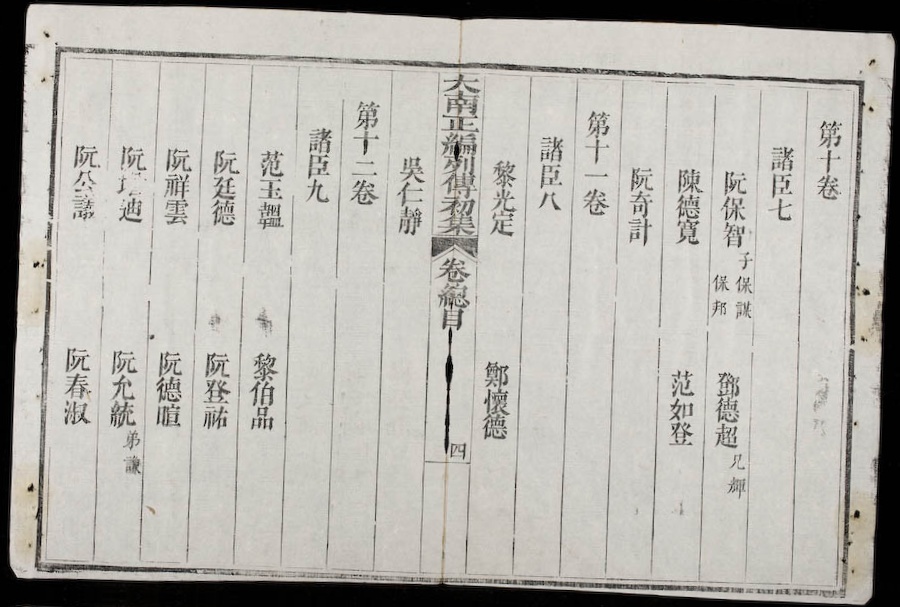 第十卷
諸臣七
阮保智 子保謀 保邦 鄧德超 兄輝
陳德寬 范如登
阮奇計
第十一卷
諸臣八
黎光定 鄭懷德
大南正編列傳初集 卷總目 四
吳仁靜
第十二卷
諸臣九
范玉韞 黎伯品
阮廷德 阮登祐
阮祥雲 阮德暄
阮 迪 阮允統 弟謙
阮公議 阮春淑